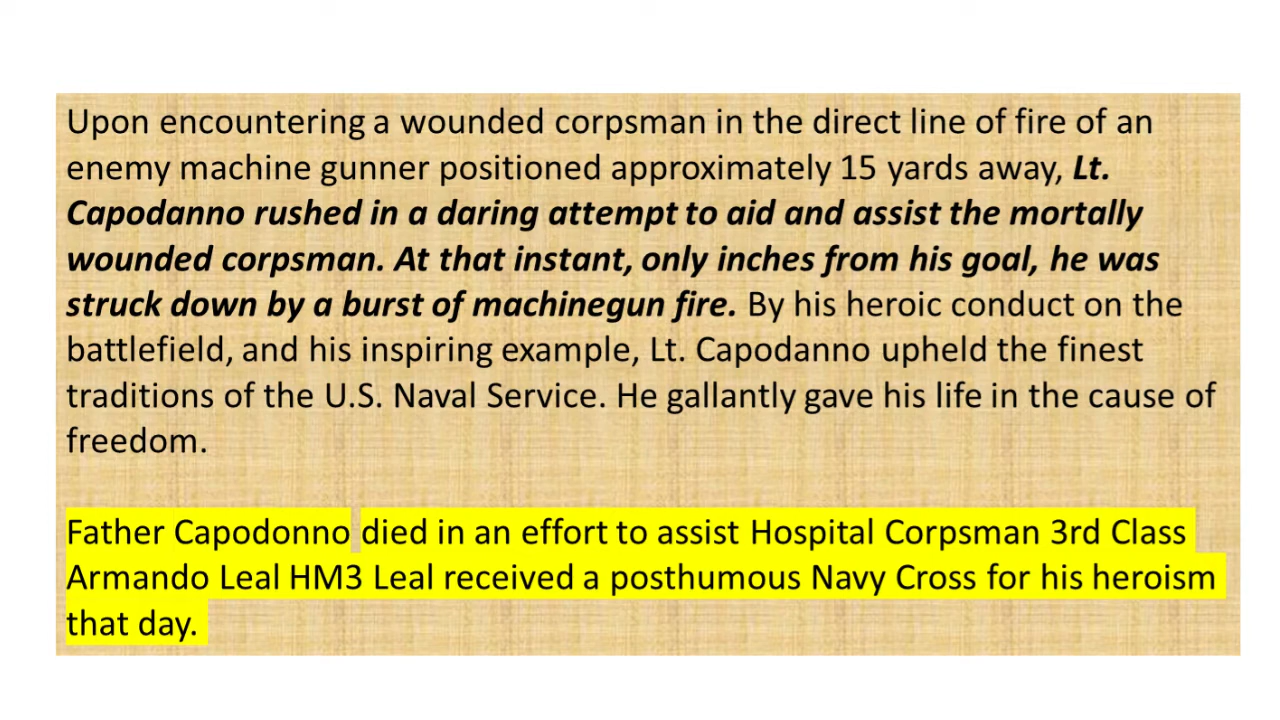 Upon encountering a wounded corpsman in the direct line of fire of an
enemy machine gunner positioned approximately 15 yards away, Lt.
Capodanno rushed in a daring attempt to aid and assist the mortally
wounded corpsman. At that instant, only inches from his goal, he was
struck down by a burst of machinegun fire. By his heroic conduct on the
battlefield, and his inspiring example, Lt. Capodanno upheld the finest
traditions of the U.S. Naval Service. He gallantly gave his life in the cause of
freedom.
Father Capodonno died in an effort to assist Hospital Corpsman 3rd Class
Armando Leal HM3 Leal received a posthumous Navy Cross for his heroism
that day.